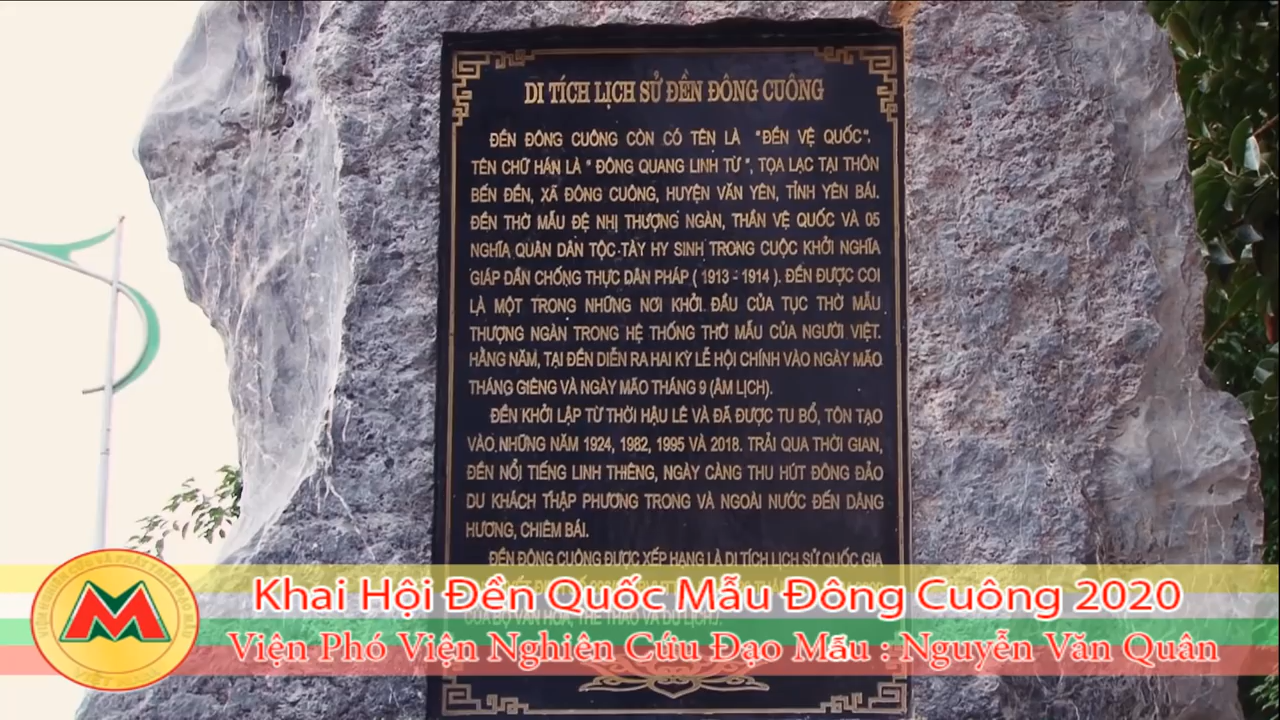 DI TÍCH LỊCH SỬ ĐỀN ĐÔNG CUÔNG
ĐỀN ĐÔNG CUÔNG CÒN CÓ TÊN LÀ "ĐỀN VỆ QUỐC".
TÊN CHỮ HÁN LÀ " ĐÔNG QUANG LINH TỪ ", TỌA LẠC TẠI THÔN
BẾN ĐỀN, XÃ ĐÔNG CUÔNG, HUYỆN VĂN YÊN, TỈNH YÊN BÁI.
ĐỀN THỜ MẪU ĐỆ NHỊ THƯỢNG NGÀN, THẦN VỆ QUỐC VÀ 05
NGHĨA QUÂN DÂN TỘC TÀY HY SINH TRONG CUỘC KHỞI NGHĨA
GIÁP DẦN CHỐNG THỰC DÂN PHÁP ( 1913 - 1914 ). ĐỀN ĐƯỢC COI
LÀ MỘT TRONG NHỮNG NƠI KHỞI ĐẦU CỦA TỤC THỜ MẪU
THƯỢNG NGÀN TRONG HỆ THỐNG THỜ MẪU CỦA NGƯỜI VIỆT.
HẰNG NĂM, TẠI ĐỀN DIỄN RA HAI KỲ LỄ HỘI CHÍNH VÀO NGÀY MÃO
THÁNG GIÊNG VÀ NGÀY MÃO THÁNG 9 (ÂM LỊCH).
ĐỀN KHỞI LẬP TỪ THỜI HẬU LÊ VÀ ĐÃ ĐƯỢC TU BỔ, TÔN TẠO
VÀO NHỮNG NĂM 1924, 1982, 1995 VÀ 2018. TRẢI QUA THỜI GIAN,
ĐỀN NỔI TIẾNG LINH THIÊNG, NGÀY CÀNG THU HÚT ĐÔNG ĐẢO
DU KHÁCH THẬP PHƯƠNG TRONG VÀ NGOÀI NƯỚC ĐẾN DÂNG
HƯƠNG, CHIÊM BÁI.
ĐỀN ĐÔNG CUÔNG ĐƯỢC XẾP HẠNG LÀ DI TÍCH LỊCH SỬ QUỐC GIA
Khai Hội Đền Quốc Mẫu Đông Cuông 2020
CỦA BỘ VĂN HÓA, THỂ THAO VÀ DU LỊCH./.
Viện Phó Viện Nghiên Cứu Đạo Mẫu : Nguyễn Văn Quân
VIỆN NGHIÊN CỨU VÀ PHÁT TRIỂN ĐẠO MẪU
VIỆT NAM